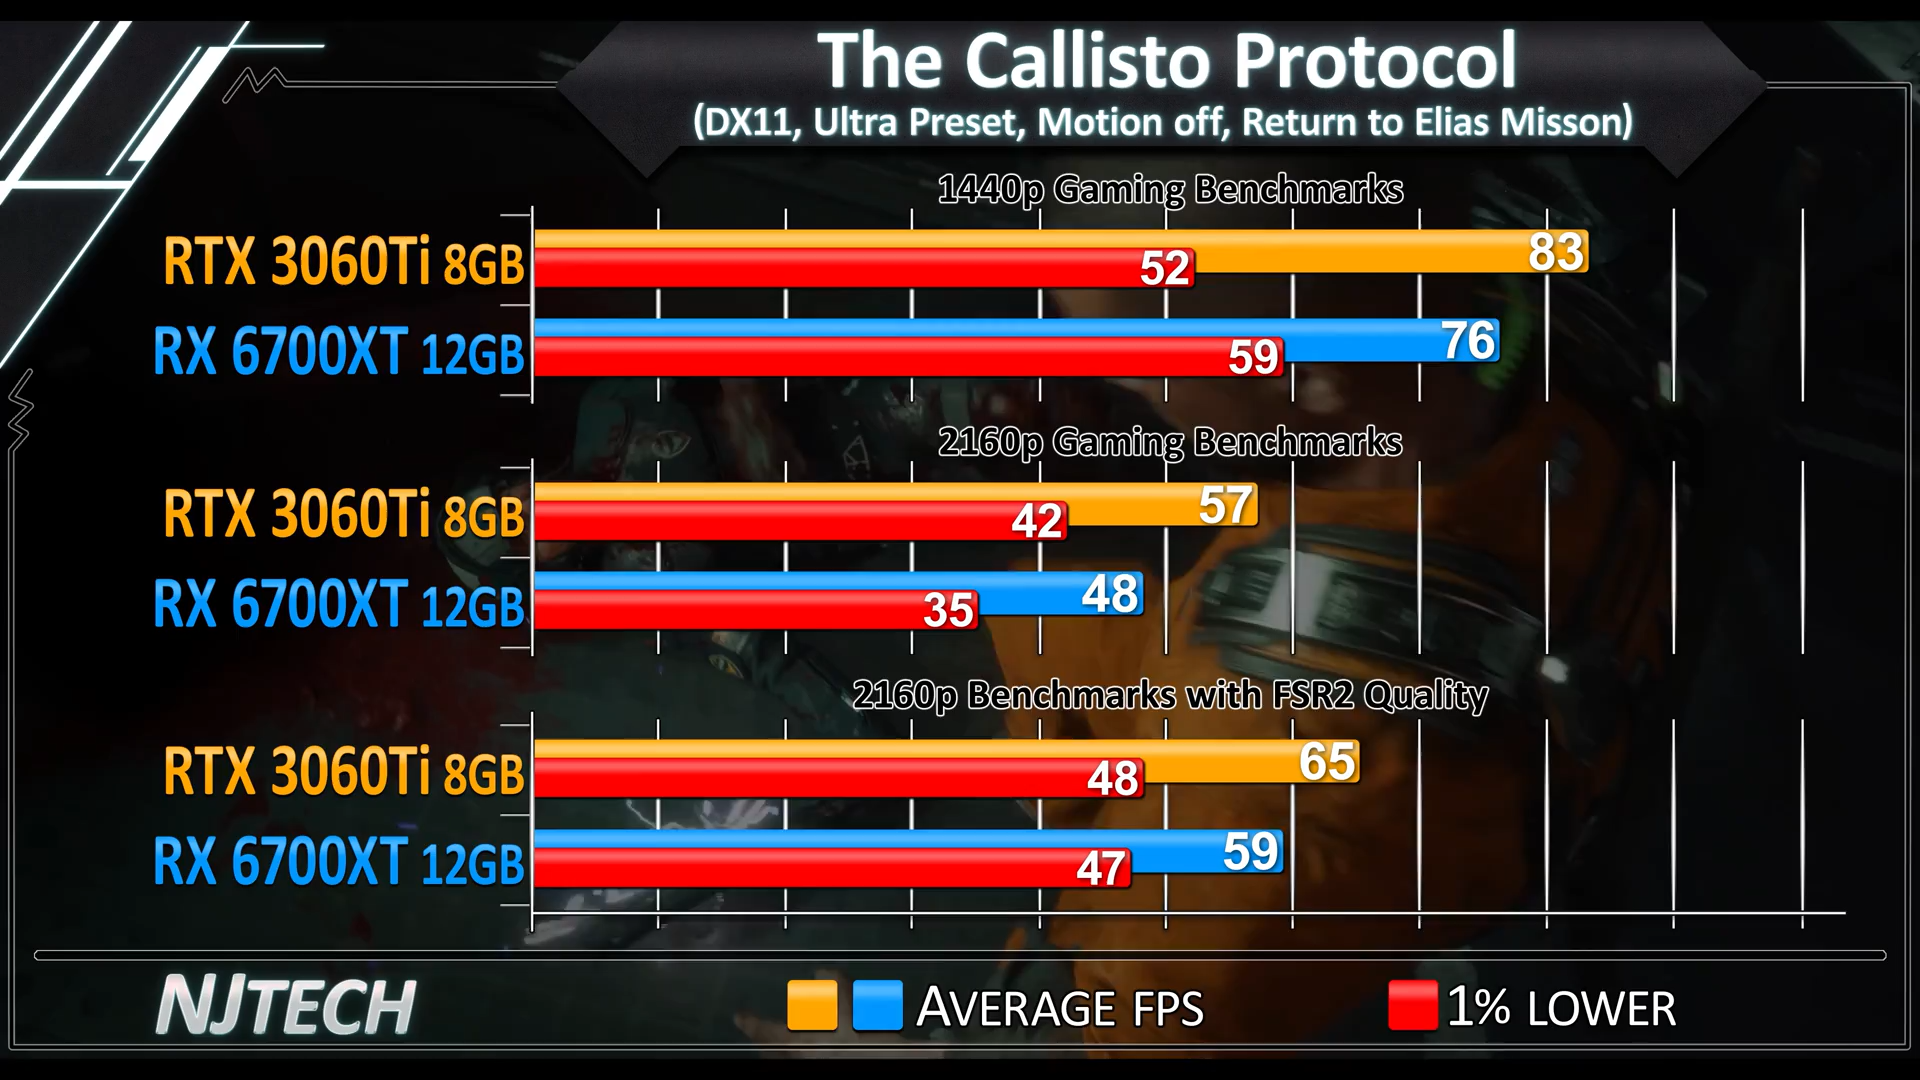 The Callisto Protocol
(DX11, Ultra Preset, Motion off, Return to Elias Misson)
1440p Gaming Benchmarks
RTX 3060Ti 8GB 83
52
RX 6700XT 12GB 76
59
2160p Gaming Benchmarks
RTX 3060Ti 8GB 57
42
RX 6700XT 12GB 48
35
2160p Benchmarks with FSR2 Quality
RTX 3060Ti 8GB 65
48
RX 6700XT 12GB 59
47
NJTECH AVERAGE FPS 1% LOWER